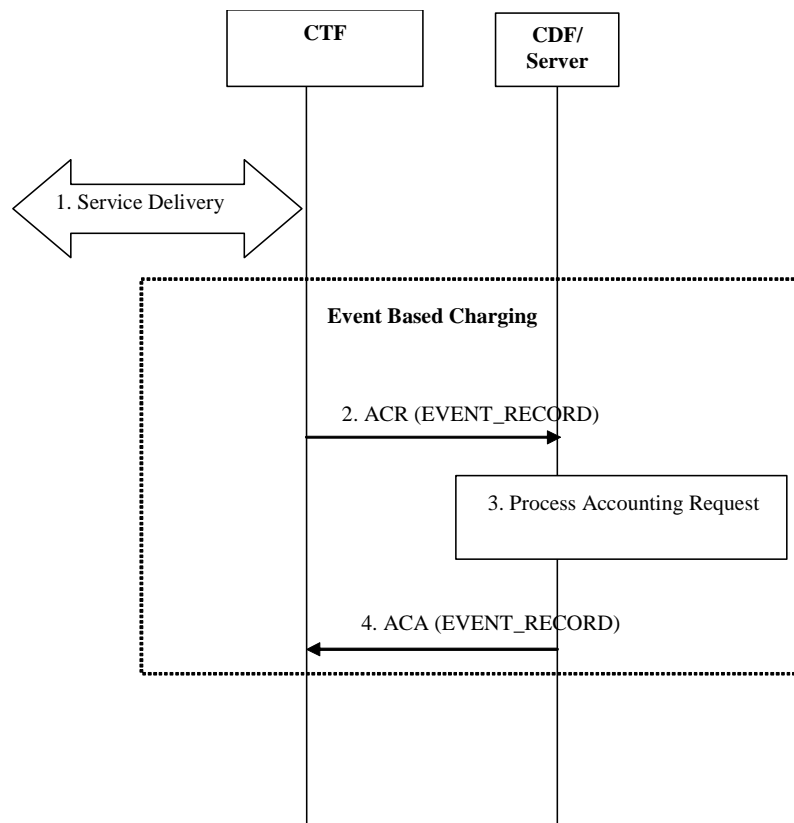 CTF
CDF/
Server
1. Service Delivery
Event Based Charging
2. ACR (EVENT_RECORD)
3. Process Accounting Request
4. ACA (EVENT_RECORD)